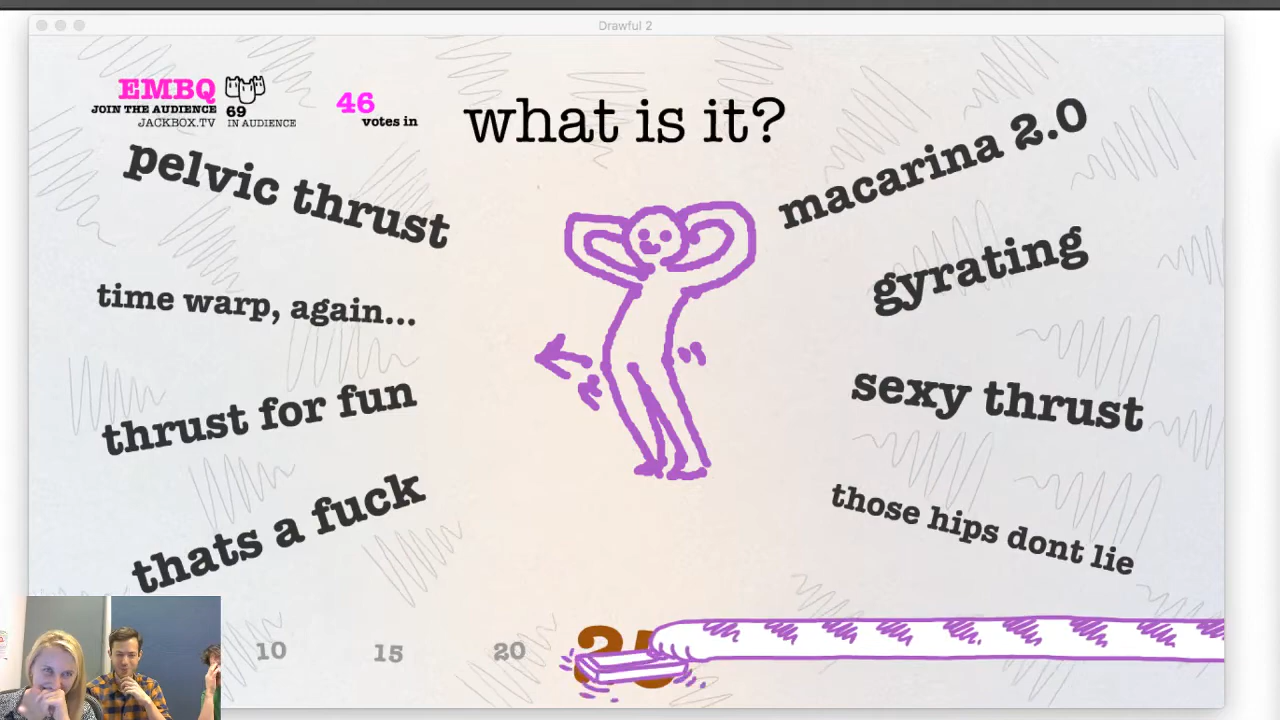 Drawful 2
EMBQ
JOIN THE AUDIENCE
JACKBOX.TV
69
IN AUDIENCE
46
votes in
what is it?
pelvic thrust
time warp, again...
thrust for fun
thats a fuck
macarina 2.0
gyrating
sexy thrust
those hips dont lie
10
15
20